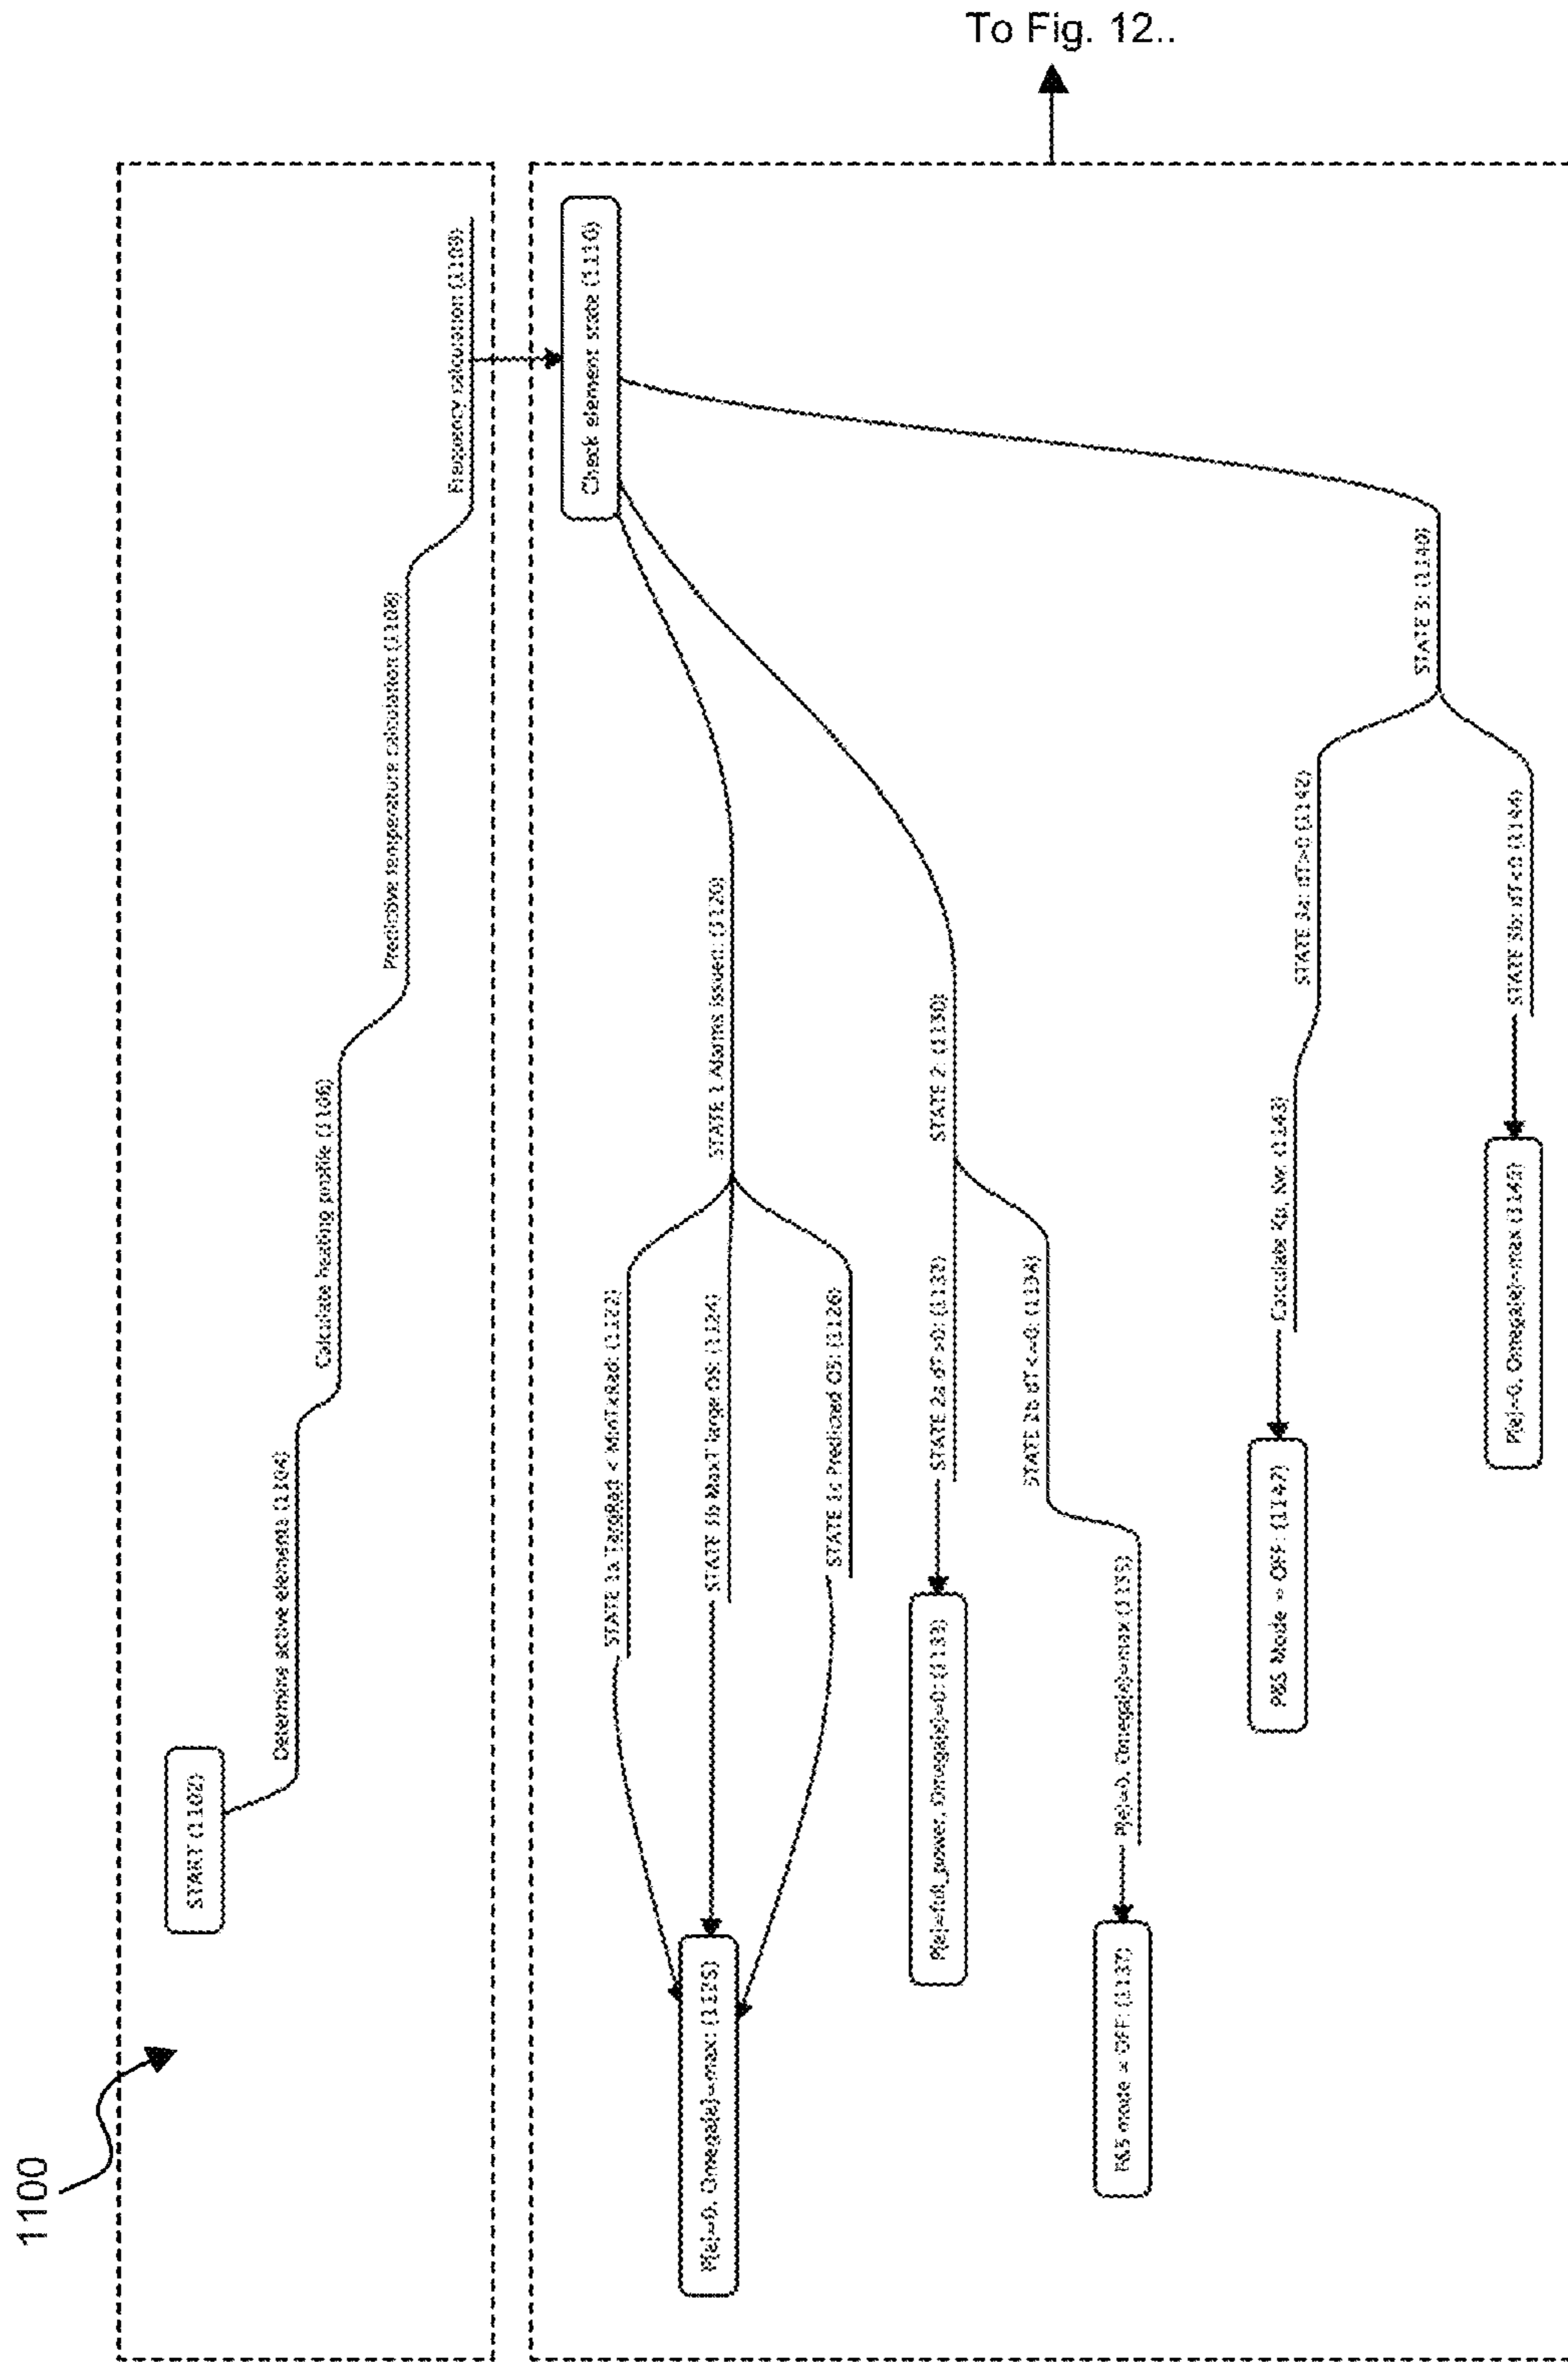 1100
To Fig. 12..
START (1102)
Determine active elements (1104)
Calculate heating profile (1106)
Predictive temperature calculation (1108)
Frequency calculation (1109)
Check element state (1110)
STATE 1 Alarms issued: (1120)
STATE 1a TargRad < MinTxRad: (1122)
STATE 1b MaxT large OS: (1124)
STATE 1c Predicted OS: (1126)
P(e)=0, Omega(e)=max: (1125)
STATE 2: (1130)
STATE 2a dT>0: (1132)
P(e)=full_power, Omega(e)=0: (1133)
STATE 2b dT<=0: (1134)
P(e)=0, Omega(e)=max (1135)
P&S mode = OFF: (1137)
STATE 3: (1140)
STATE 3a: dT>0 (1142)
Calculate Kp, Kw: (1143)
P&S Mode = OFF: (1147)
STATE 3b: dT<0 (1144)
P(e)=0, Omega(e)=max (1145)